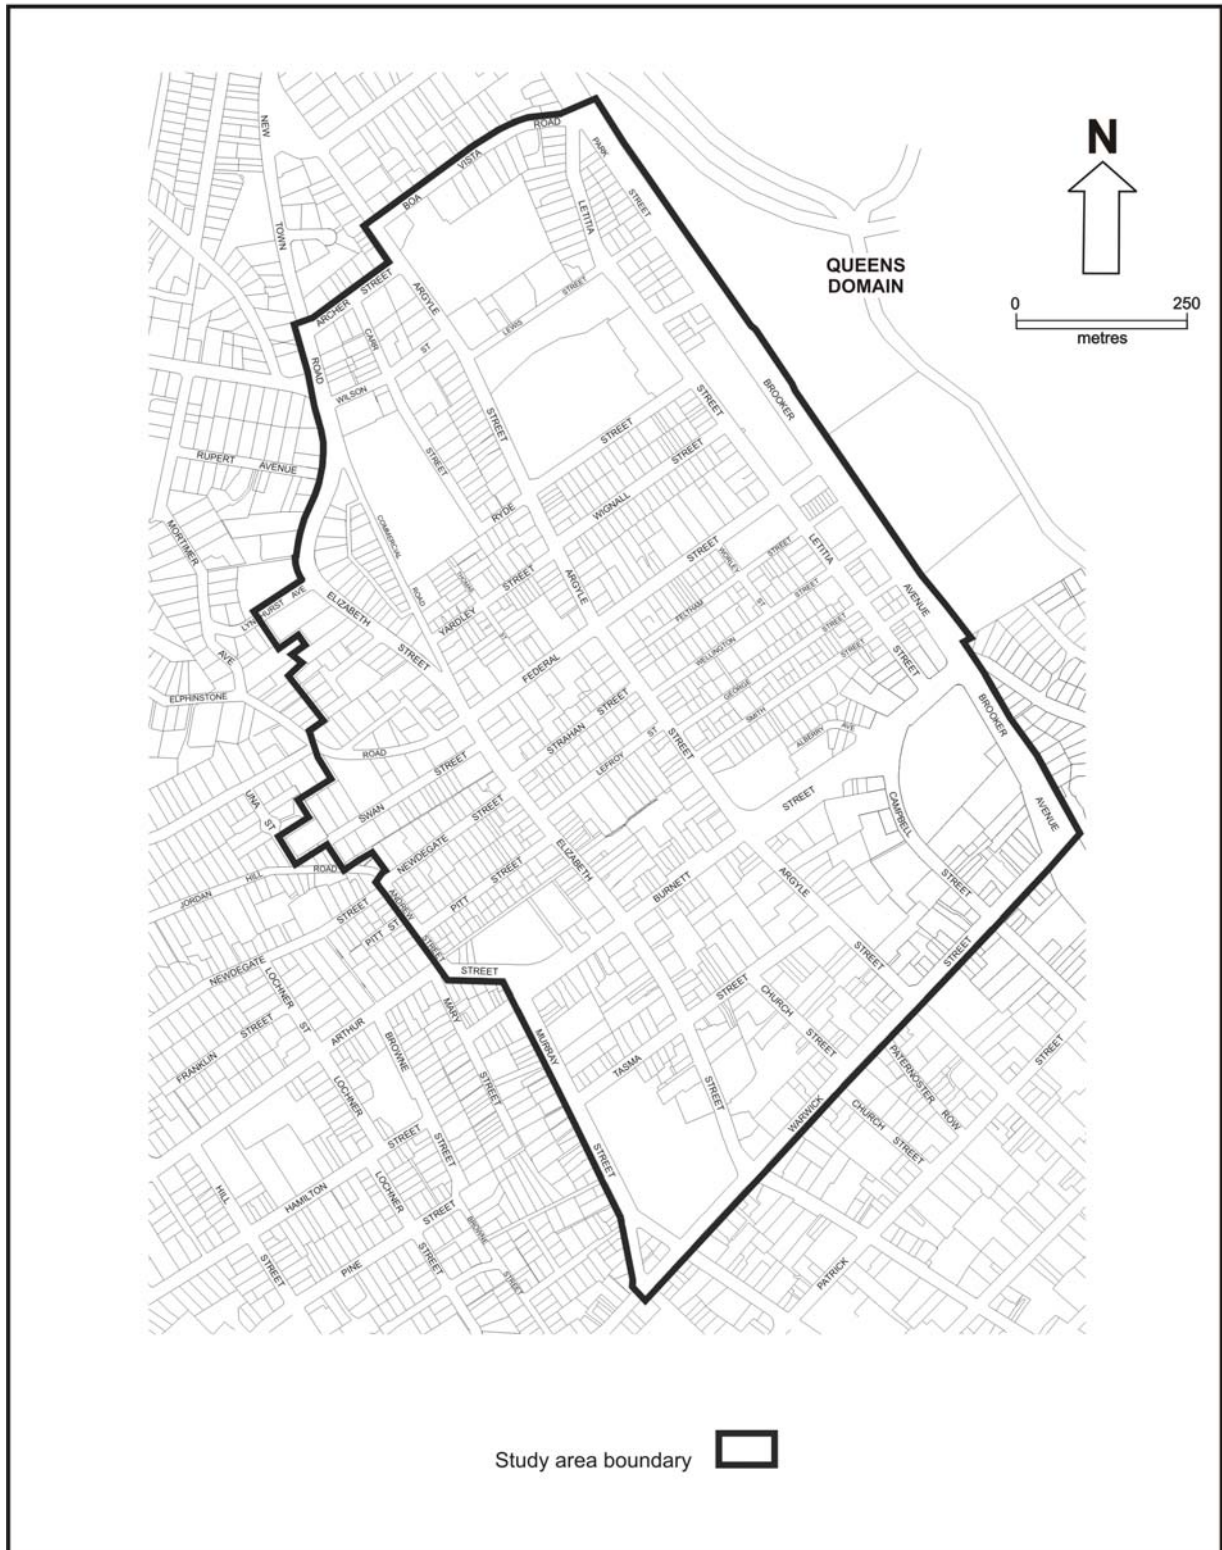 NEW
ROAD
PARK
VISTA
BOA
STREET
LETITIA
TOWN
N
QUEENS
DOMAIN
STREET
ARCHER
ARGYLE
STREET
LEWIS
0 250
metres
CARR
ST
ROAD
WILSON
STREET
BROOKER
STREET
STREET
STREET
RUPERT AVENUE
STREET
WIGNALL
RYDE
MORTIMER
COMMERCIAL
STREET
LETITIA
WORLEY
STREET
STREET
ARGYLE
THOMAS
ROAD
YARDLEY
ST
ST
FELTHAM
STREET
AVENUE
LYNDHURST AVE
ELIZABETH
STREET
AVE
FEDERAL
WELLINGTON
STREET
STREET
GEORGE
ELPHINSTONE
STREET
BROOKER
SMITH
ALBERRY AVE
ROAD
STREET
STRAHAN
ST
STREET
LEFROY
UNA
ST
SWAN
STREET
STREET
CAMPBELL
AVENUE
NEWDEGATE
ELIZABETH
STREET
PITT
BURNETT
ARGYLE
STREET
JORDAN HILL ROAD
ANDREW
STREET
PITT ST
STREET
STREET
STREET
NEWDEGATE
STREET
LOCHNER
ST
MARY
STREET
CHURCH
STREET
FRANKLIN
STREET
ARTHUR
BROWNE
MURRAY
TASMA
PATERNOSTER
ROW
STREET
LOCHNER
STREET
STREET
WARWICK
CHURCH
STREET
STREET
STREET
STREET
HILL
HAMILTON
LOCHNER
STREET
BROWNE
STREET
PINE
STREET
STREET
PATRICK
Study area boundary